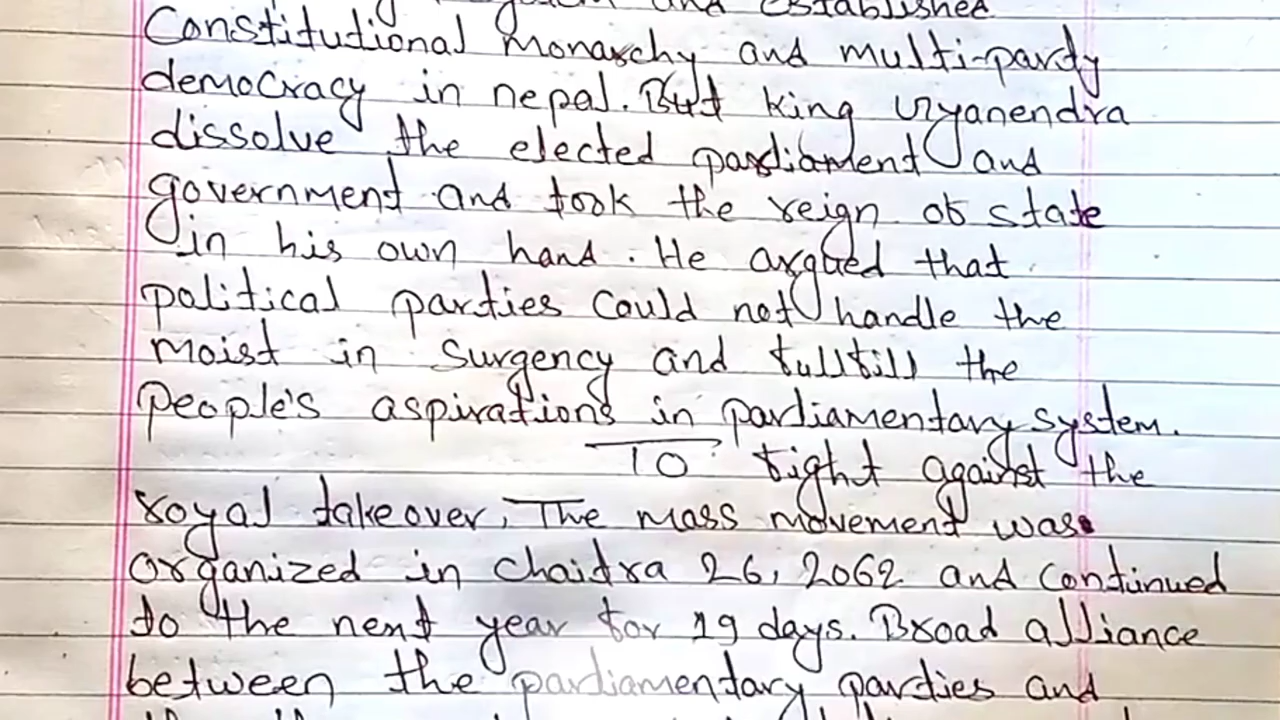 and established
Constitutional monarchy and multi-party
democracy in nepal. But king Gyanendra
dissolve the elected parliament and
government and took the reign of state
in his own hand. He argued that
political parties could not handle the
moist in surgency and fullfill the
people's aspirations in parliamentary system.
To fight against the
royal takeover, The mass movement was
organized in chaitra 26, 2062 and continued
to the next year for 19 days. Broad alliance
between the parliamentary parties and